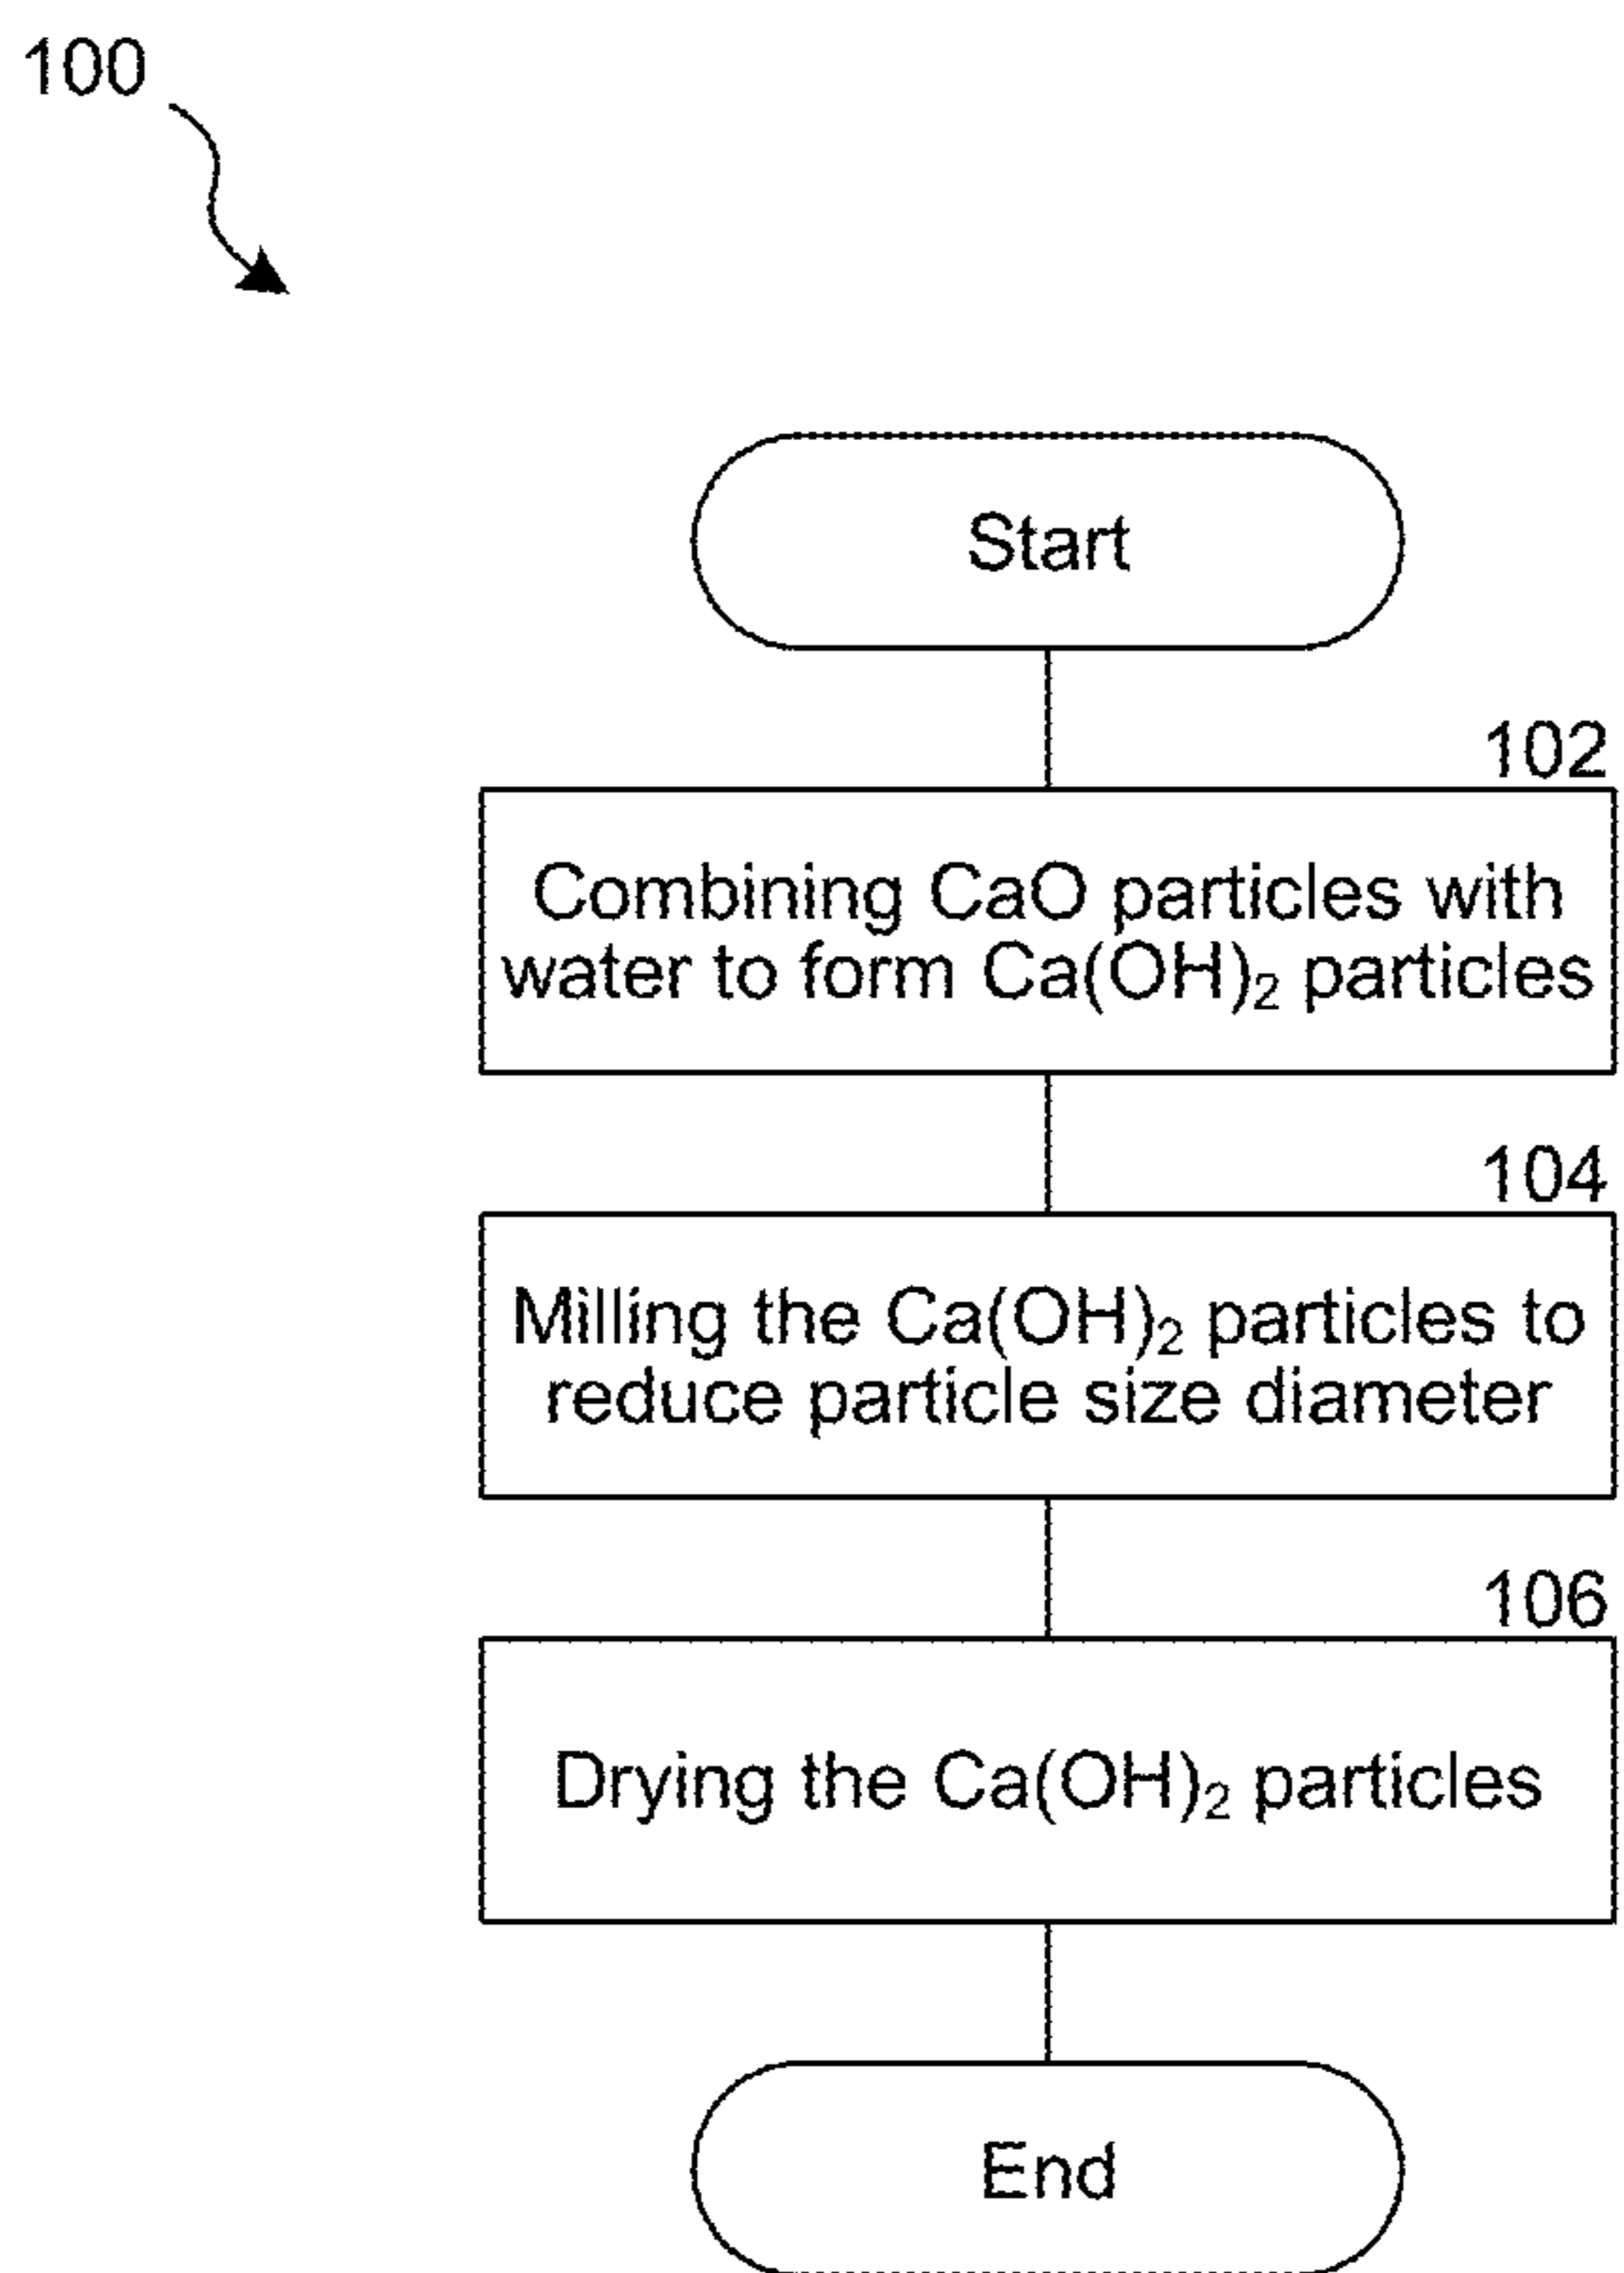 100
Start
102
Combining CaO particles with
water to form Ca(OH)₂ particles
104
Milling the Ca(OH)₂ particles to
reduce particle size diameter
106
Drying the Ca(OH)₂ particles
End